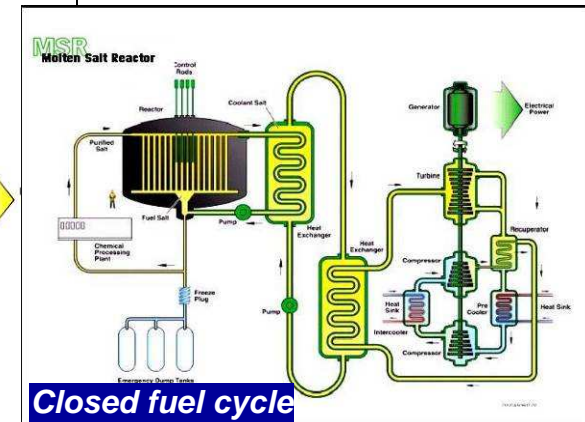 MSR
Molten Salt Reactor
Control
Rods
Reactor
Coolant Salt
Purified
Salt
Fuel Salt
Pump
Heat
Exchanger
Chemical
Processing
Plant
Freeze
Plug
Emergency Dump Tanks
Pump
Heat
Exchanger
Generator
Electrical
Power
Turbine
Recuperator
Compressor
Heat
Sink
Pre
Cooler
Heat Sink
Intercooler
Compressor
Closed fuel cycle